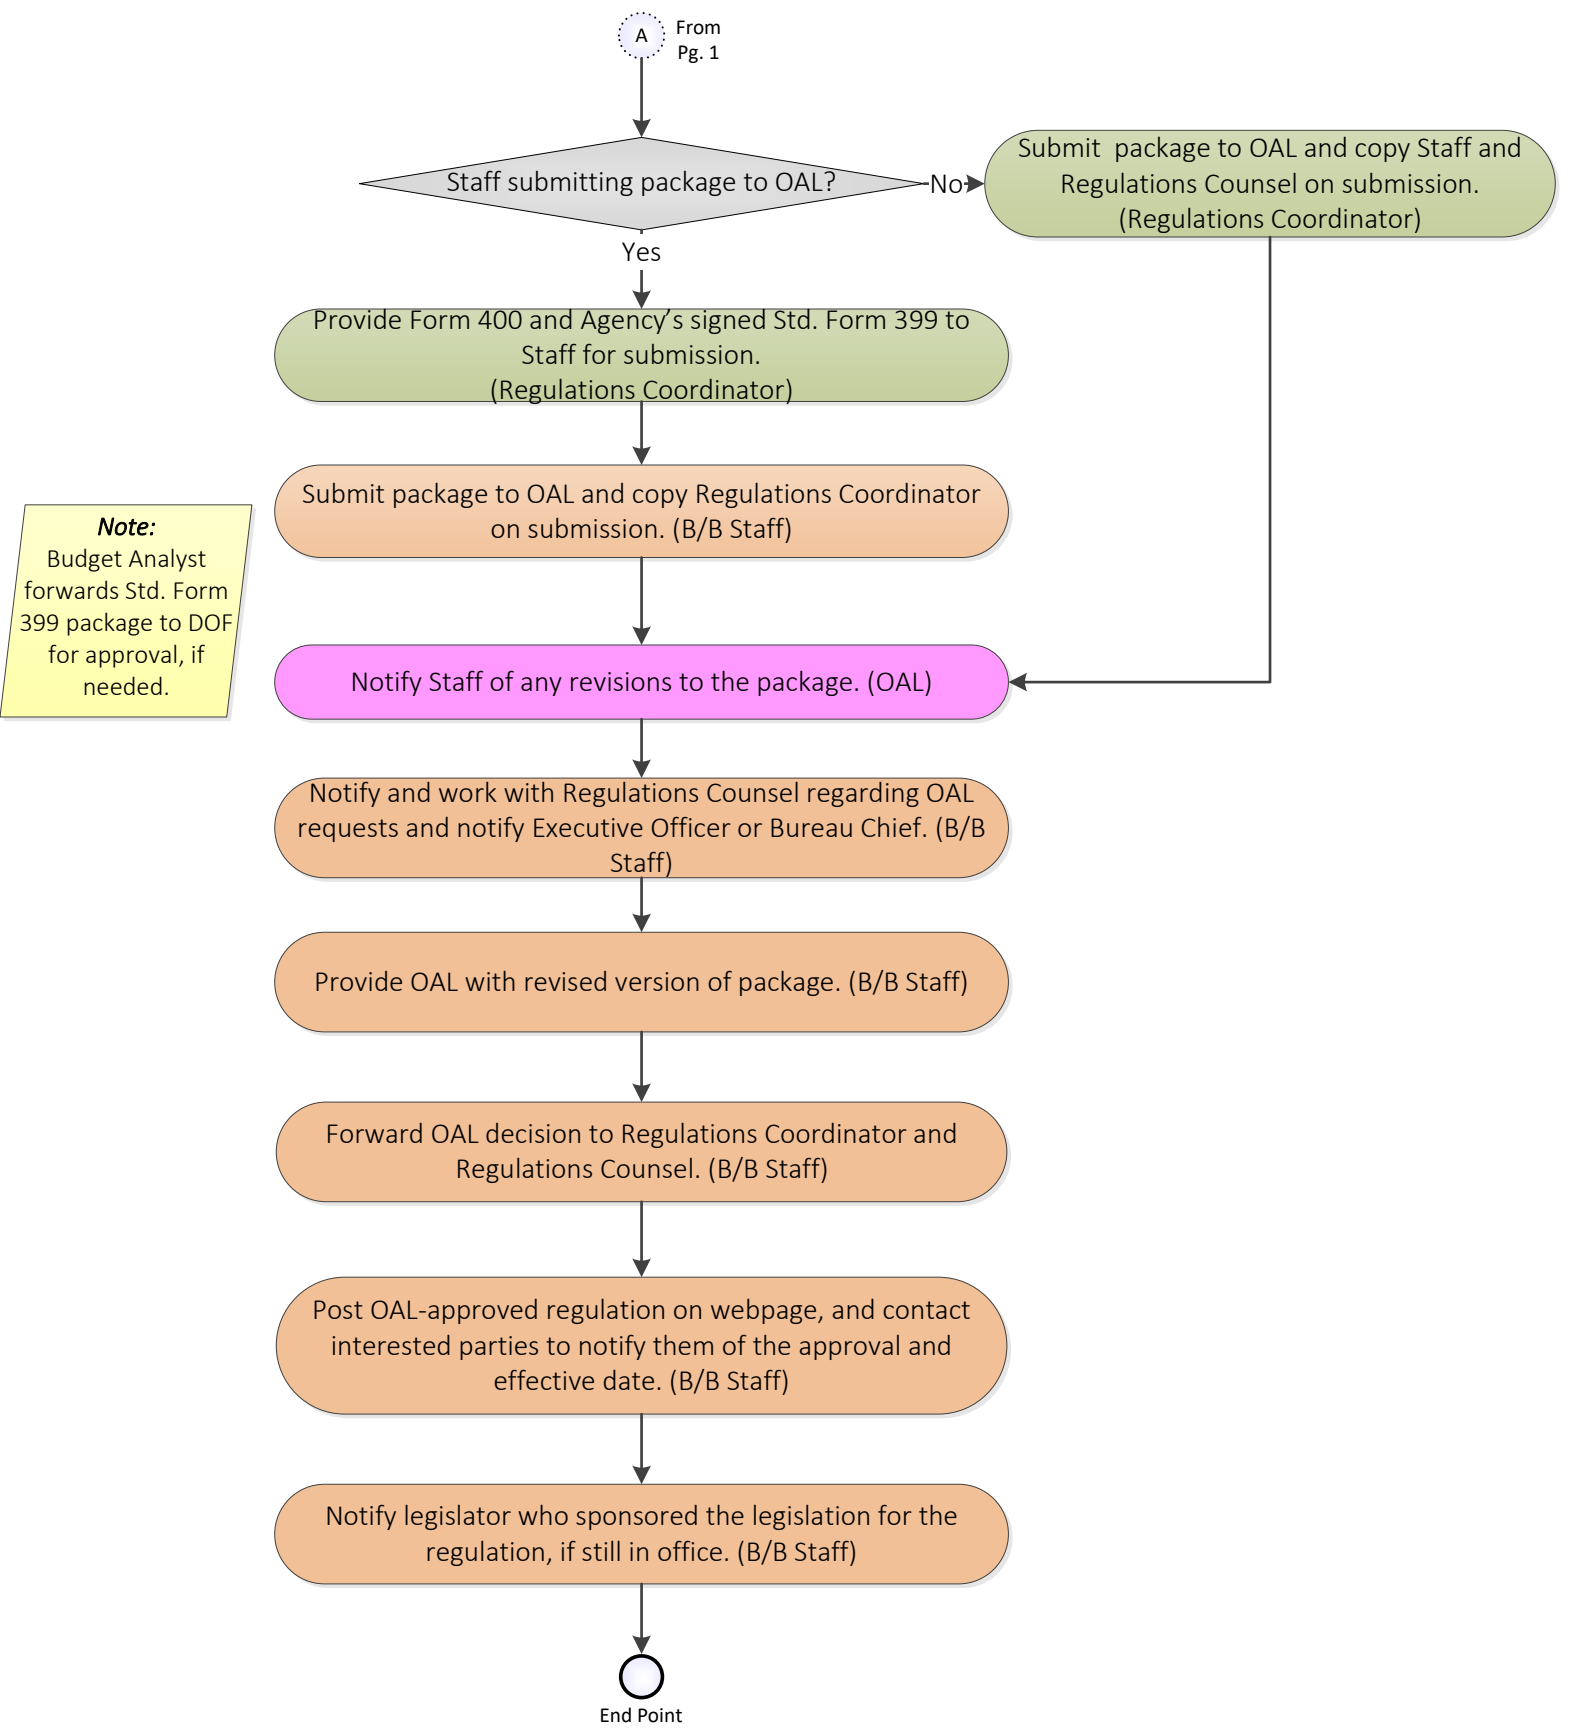 A
From
Pg. 1
Staff submitting package to OAL?
No
Submit package to OAL and copy Staff and
Regulations Counsel on submission.
(Regulations Coordinator)
Yes
Provide Form 400 and Agency’s signed Std. Form 399 to
Staff for submission.
(Regulations Coordinator)
Submit package to OAL and copy Regulations Coordinator
on submission. (B/B Staff)
Note:
Budget Analyst
forwards Std. Form
399 package to DOF
for approval, if
needed.
Notify Staff of any revisions to the package. (OAL)
Notify and work with Regulations Counsel regarding OAL
requests and notify Executive Officer or Bureau Chief. (B/B
Staff)
Provide OAL with revised version of package. (B/B Staff)
Forward OAL decision to Regulations Coordinator and
Regulations Counsel. (B/B Staff)
Post OAL-approved regulation on webpage, and contact
interested parties to notify them of the approval and
effective date. (B/B Staff)
Notify legislator who sponsored the legislation for the
regulation, if still in office. (B/B Staff)
End Point